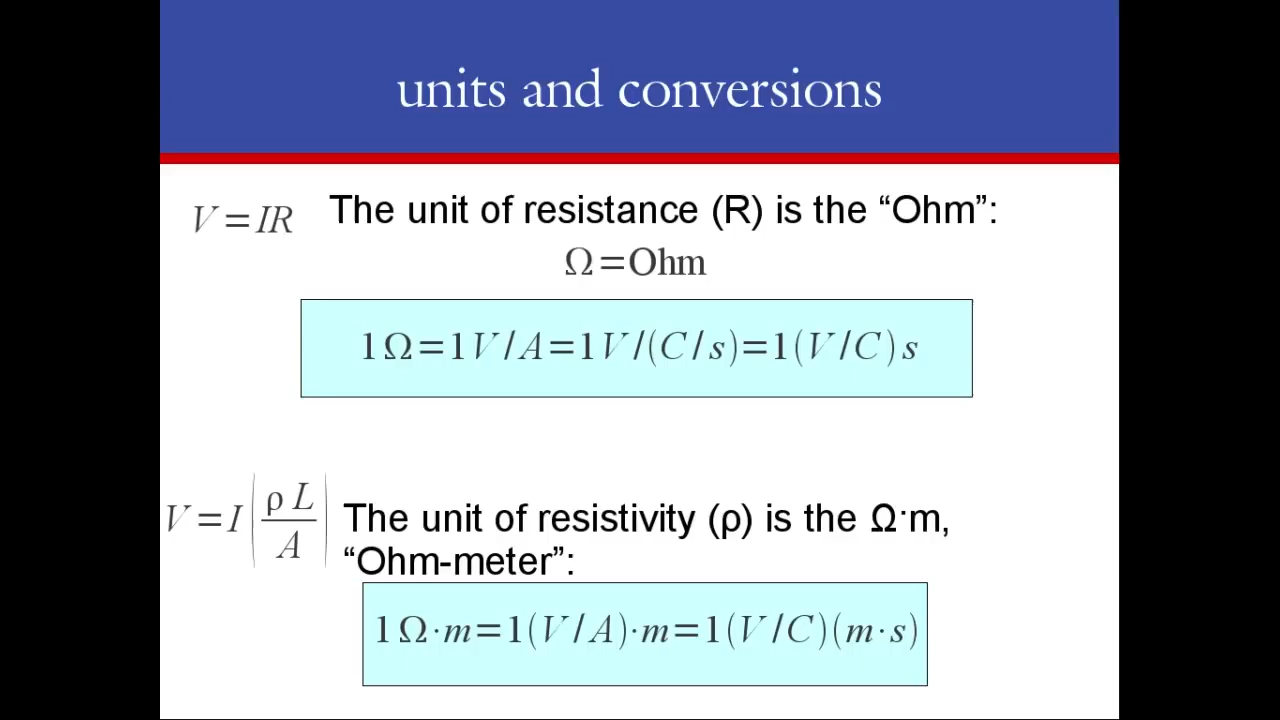 units and conversions
V=IR The unit of resistance (R) is the “Ohm”:
Ω=Ohm
1Ω=1V/A=1V/(C/s)=1(V/C)s
V=I(ρL/A) The unit of resistivity (ρ) is the Ω·m,
“Ohm-meter”:
1Ω·m=1(V/A)·m=1(V/C)(m·s)